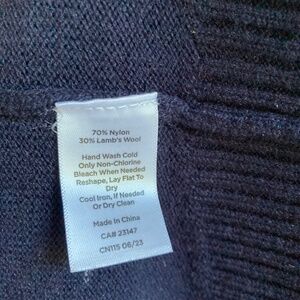 70% Nylon
30% Lamb's Wool
Hand Wash Cold
Only Non-Chlorine
Bleach When Needed
Reshape, Lay Flat To
Dry
Cool Iron, If Needed
Or Dry Clean
Made in China
CA# 23147
CN115 06/23